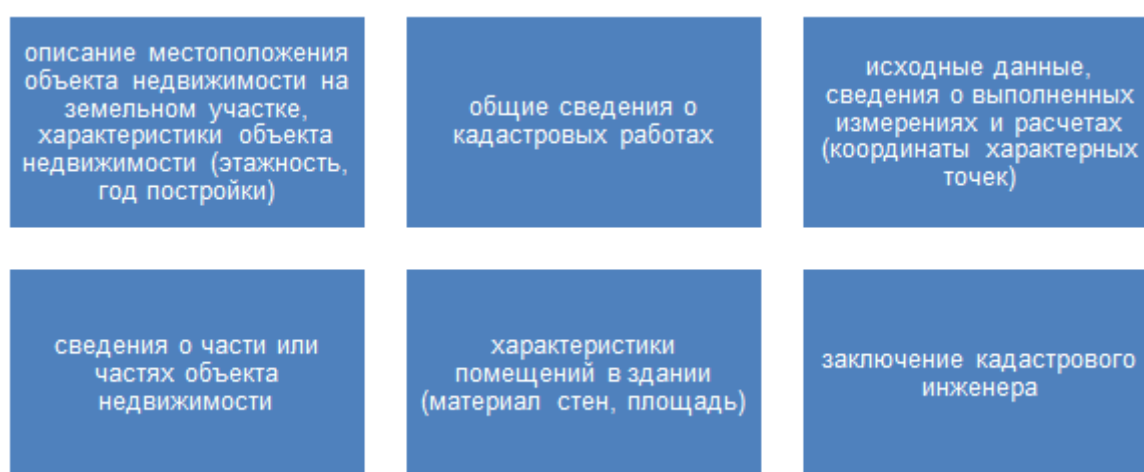 описание местоположения
объекта недвижимости на
земельном участке,
характеристики объекта
недвижимости (этажность,
год постройки)
общие сведения о
кадастровых работах
исходные данные,
сведения о выполненных
измерениях и расчетах
(координаты характерных
точек)
сведения о части или
частях объекта
недвижимости
характеристики
помещений в здании
(материал стен, площадь)
заключение кадастрового
инженера